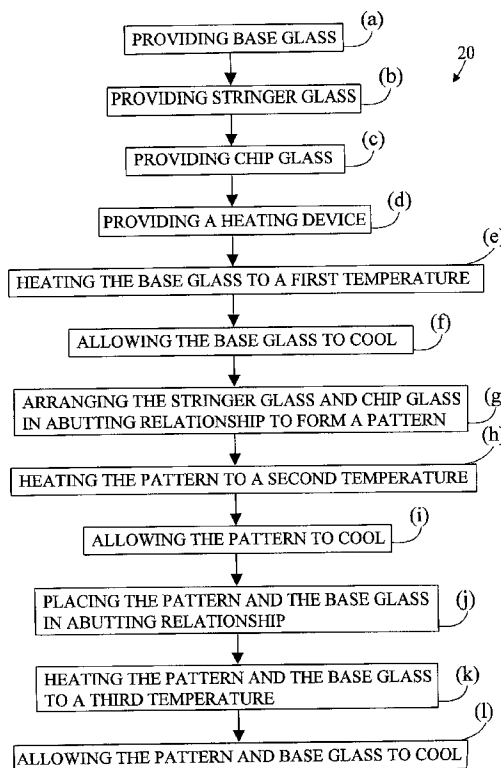 (a)
PROVIDING BASE GLASS
20
(b)
PROVIDING STRINGER GLASS
(c)
PROVIDING CHIP GLASS
(d)
PROVIDING A HEATING DEVICE
(e)
HEATING THE BASE GLASS TO A FIRST TEMPERATURE
(f)
ALLOWING THE BASE GLASS TO COOL
(g)
ARRANGING THE STRINGER GLASS AND CHIP GLASS
IN ABUTTING RELATIONSHIP TO FORM A PATTERN
(h)
HEATING THE PATTERN TO A SECOND TEMPERATURE
(i)
ALLOWING THE PATTERN TO COOL
PLACING THE PATTERN AND THE BASE GLASS
IN ABUTTING RELATIONSHIP
(j)
HEATING THE PATTERN AND THE BASE GLASS
TO A THIRD TEMPERATURE
(k)
(l)
ALLOWING THE PATTERN AND BASE GLASS TO COOL